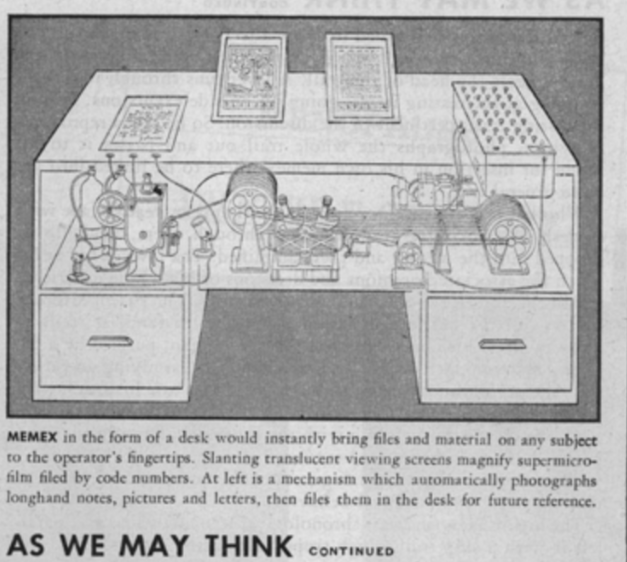 MEMEX in the form of a desk would instantly bring files and material on any subject
to the operator's fingertips. Slanting translucent viewing screens magnify supermicro-
film filed by code numbers. At left is a mechanism which automatically photographs
longhand notes, pictures and letters, then files them in the desk for future reference.
AS WE MAY THINK CONTINUED